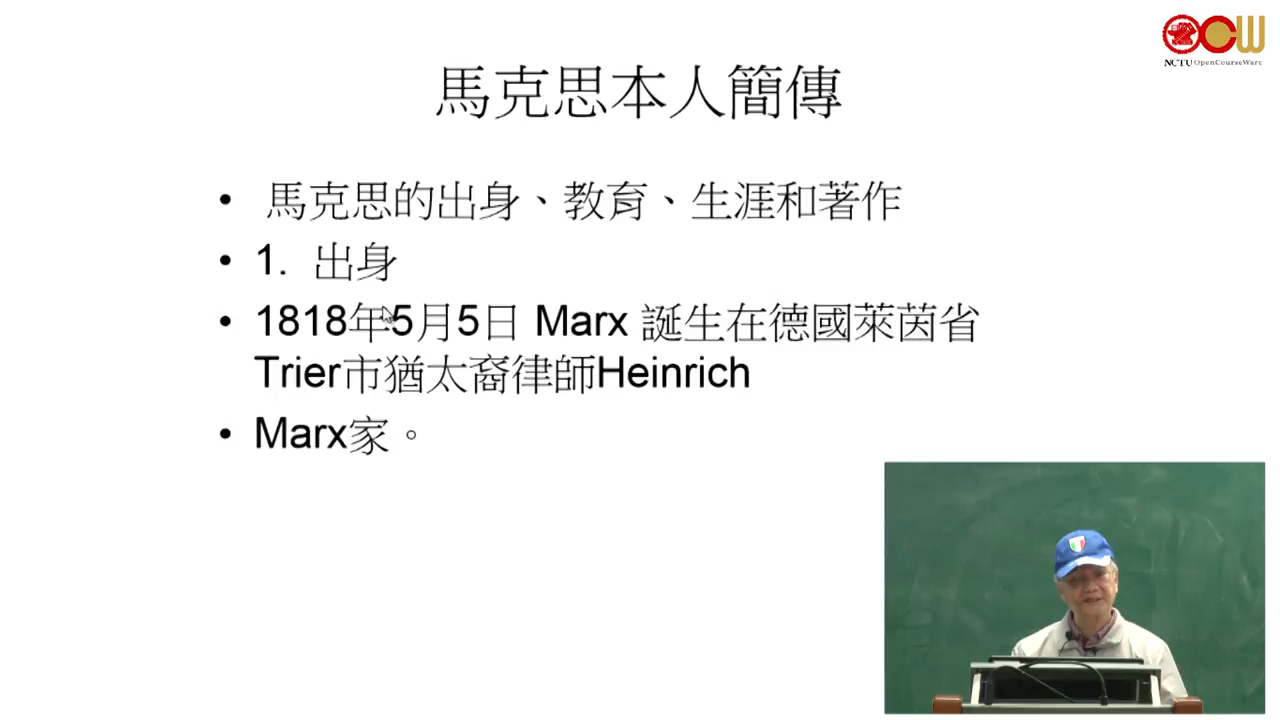 OCW
NCTU OpenCourseWare
馬克思本人簡傳
• 馬克思的出身、教育、生涯和著作
• 1. 出身
• 1818年5月5日 Marx 誕生在德國萊茵省
Trier市猶太裔律師Heinrich
• Marx家。